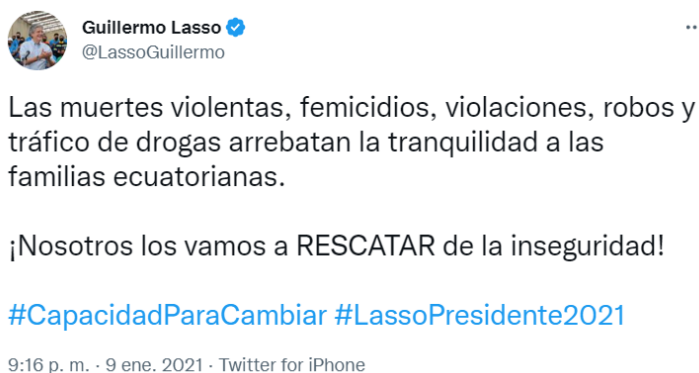 Guillermo Lasso
@LassoGuillermo
Las muertes violentas, femicidios, violaciones, robos y
tráfico de drogas arrebatan la tranquilidad a las
familias ecuatorianas.
¡Nosotros los vamos a RESCATAR de la inseguridad!
#CapacidadParaCambiar #LassoPresidente2021
9:16 p. m. · 9 ene. 2021 · Twitter for iPhone